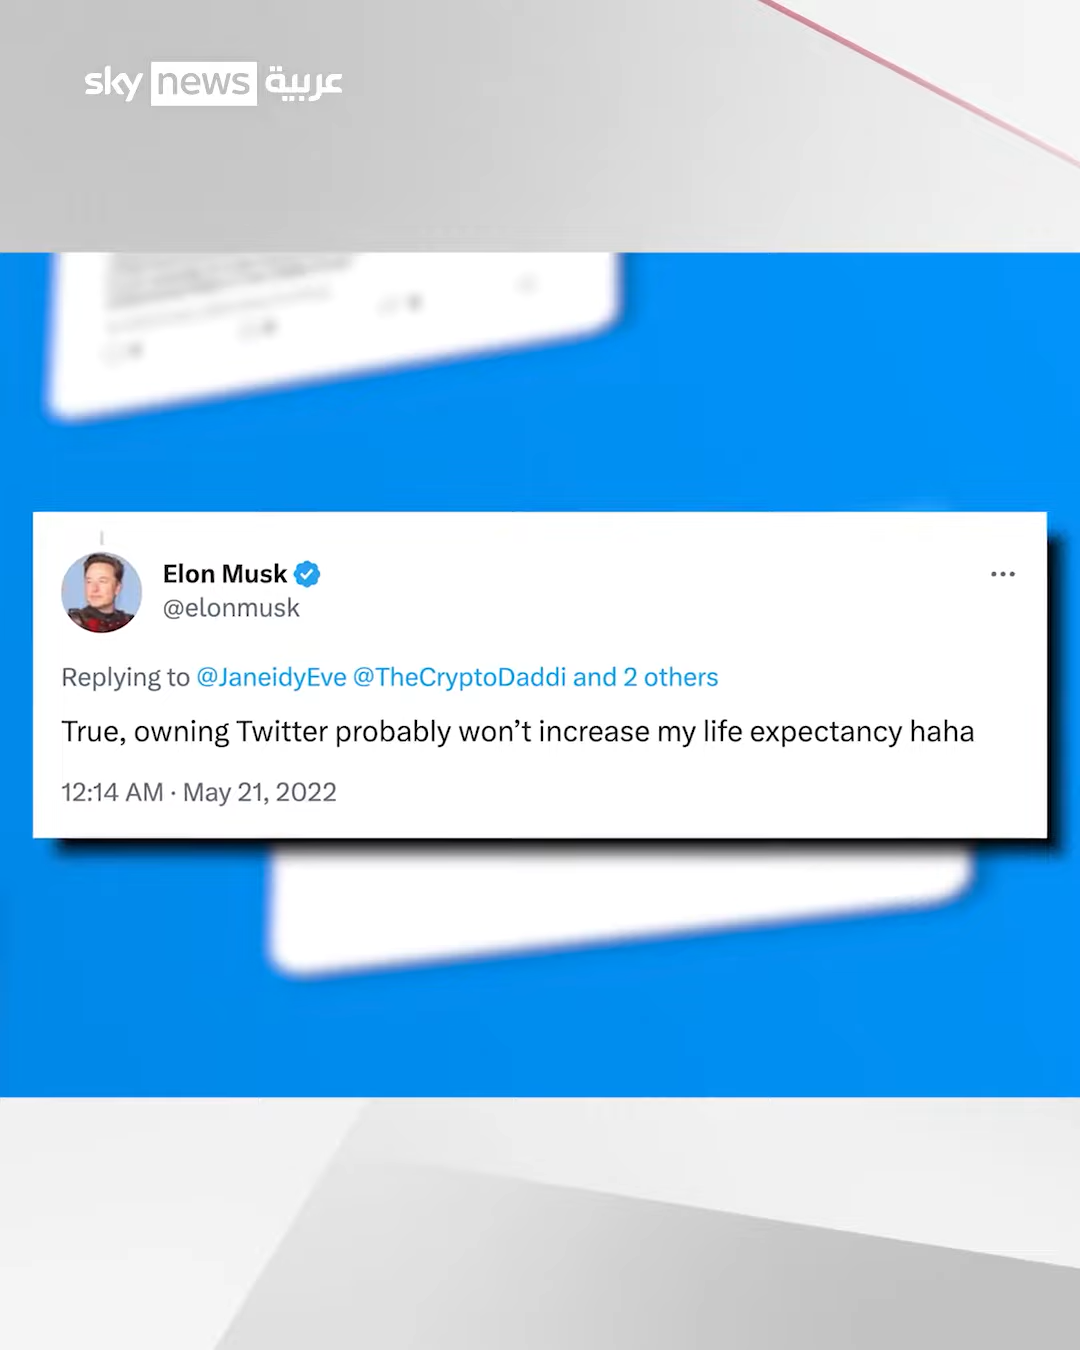 sky news عربية
Elon Musk
@elonmusk
Replying to @JaneidyEve @TheCryptoDaddi and 2 others
True, owning Twitter probably won’t increase my life expectancy haha
12:14 AM · May 21, 2022